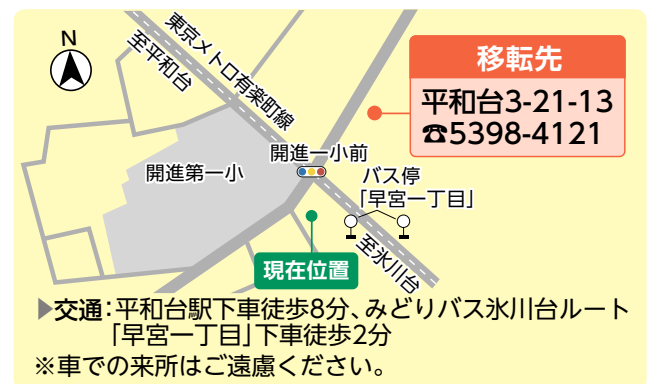 N
東京メトロ有楽町線
至平和台
移転先
平和台3-21-13
☎5398-4121
開進一小前
開進第一小
バス停
「早宮一丁目」
現在位置
至氷川台
▶交通:平和台駅下車徒歩8分、みどりバス氷川台ルート
「早宮一丁目」下車徒歩2分
※車での来所はご遠慮ください。